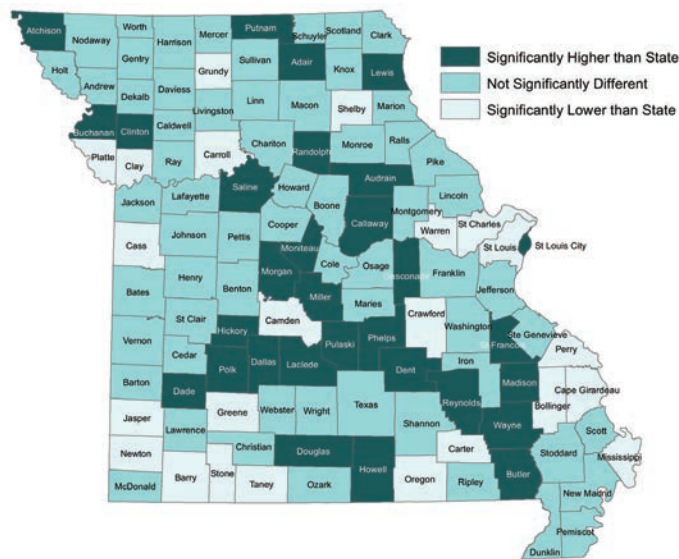 Atchison
Nodaway
Worth
Harrison
Mercer
Putnam
Schuyler
Scotland
Clark
Significantly Higher than State
Not Significantly Different
Significantly Lower than State
Holt
Andrew
Gentry
Dekalb
Daviess
Grundy
Sullivan
Adair
Knox
Lewis
Buchanan
Clinton
Caldwell
Livingston
Linn
Macon
Shelby
Marion
Platte
Clay
Ray
Carroll
Chariton
Randolph
Monroe
Ralls
Pike
Jackson
Lafayette
Saline
Howard
Boone
Audrain
Callaway
Montgomery
Lincoln
Warren
St Charles
St Louis
St Louis City
Cass
Johnson
Pettis
Cooper
Moniteau
Cole
Osage
Gasconade
Franklin
Jefferson
Bates
Henry
Benton
Morgan
Miller
Maries
Vernon
St Clair
Hickory
Camden
Pulaski
Phelps
Crawford
Washington
St Francois
Ste Genevieve
Perry
Barton
Cedar
Polk
Dallas
Laclede
Dent
Iron
Madison
Cape Girardeau
Bollinger
Jasper
Dade
Greene
Webster
Wright
Texas
Shannon
Reynolds
Wayne
Newton
Lawrence
Christian
Douglas
Howell
Carter
Butler
Stoddard
Scott
Mississippi
McDonald
Barry
Stone
Taney
Ozark
Oregon
Ripley
New Madrid
Dunklin
Pemiscot